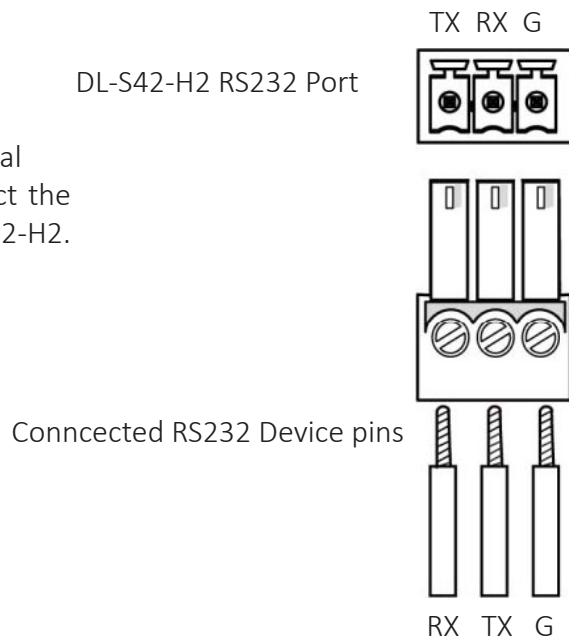 TX RX G
DL-S42-H2 RS232 Port
al
ct the
2-H2.
Conncected RS232 Device pins
RX TX G